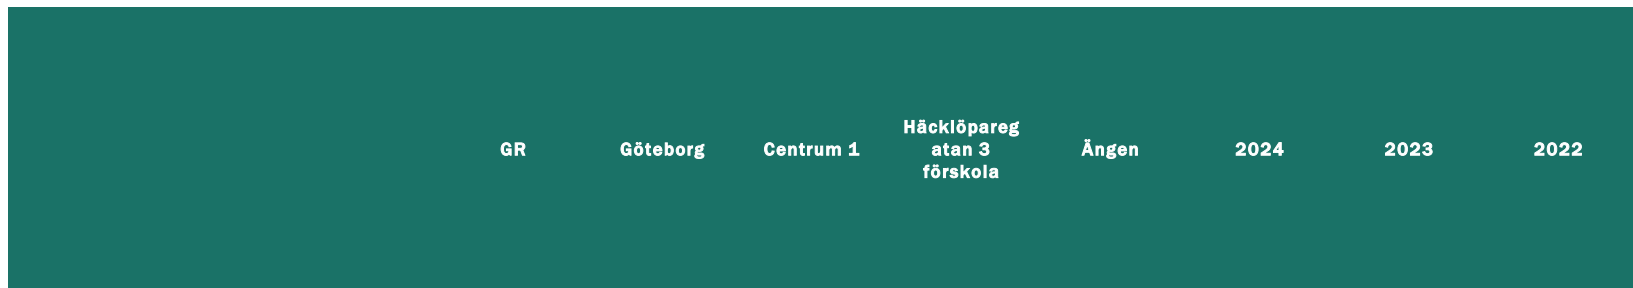 GR
Göteborg
Centrum 1
Häcklöpareg
atan 3
förskola
Ängen
2024
2023
2022